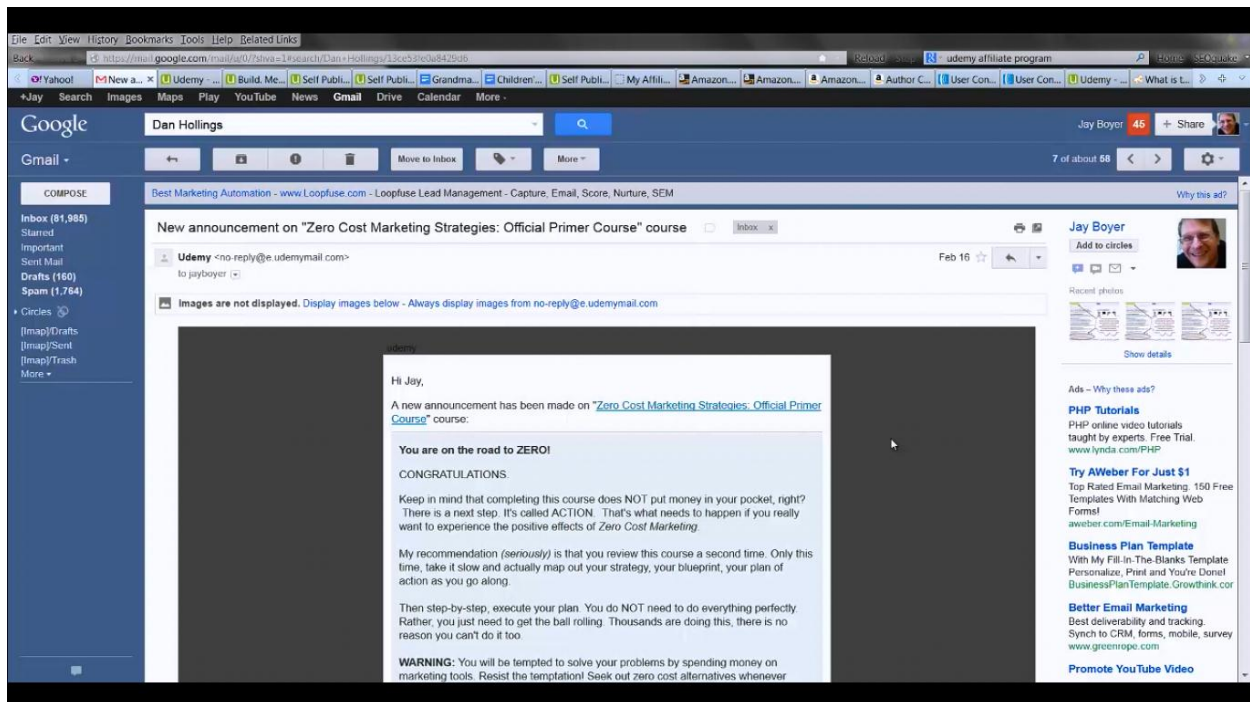 File Edit View History Bookmarks Tools Help Related Links
Back https://mail.google.com/mail/u/0/?shva=1#search/Dan+Hollings/13ce537e0a8429d6 Reload Stop udemy affiliate program Home SEOquake
Yahoo! New a... Udemy - ... Build. Me... Self Publi... Self Publi... Grandma... Children'... Self Publi... My Affili... Amazon... Amazon... Amazon... Author C... User Con... User Con... Udemy - ... What is t...
+Jay Search Images Maps Play YouTube News Gmail Drive Calendar More
Google Dan Hollings Jay Boyer 45 + Share
Gmail Move to Inbox More 7 of about 58
COMPOSE
Best Marketing Automation - www.Loopfuse.com - Loopfuse Lead Management - Capture, Email, Score, Nurture, SEM Why this ad?
Inbox (81,985)
Starred
Important
Sent Mail
Drafts (160)
Spam (1,764)
Circles
[Imap]/Drafts
[Imap]/Sent
[Imap]/Trash
More
New announcement on "Zero Cost Marketing Strategies: Official Primer Course" course Inbox x
Udemy <no-reply@e.udemymail.com> Feb 16
to jayboyer
Images are not displayed. Display images below - Always display images from no-reply@e.udemymail.com
udemy
Hi Jay,
A new announcement has been made on "Zero Cost Marketing Strategies: Official Primer
Course" course:
You are on the road to ZERO!
CONGRATULATIONS.
Keep in mind that completing this course does NOT put money in your pocket, right?
There is a next step. It's called ACTION. That's what needs to happen if you really
want to experience the positive effects of Zero Cost Marketing.
My recommendation (seriously) is that you review this course a second time. Only this
time, take it slow and actually map out your strategy, your blueprint, your plan of
action as you go along.
Then step-by-step, execute your plan. You do NOT need to do everything perfectly.
Rather, you just need to get the ball rolling. Thousands are doing this, there is no
reason you can't do it too.
WARNING: You will be tempted to solve your problems by spending money on
marketing tools. Resist the temptation! Seek out zero cost alternatives whenever
Jay Boyer
Add to circles
Recent photos
Show details
Ads – Why these ads?
PHP Tutorials
PHP online video tutorials
taught by experts. Free Trial.
www.lynda.com/PHP
Try AWeber For Just $1
Top Rated Email Marketing. 150 Free
Templates With Matching Web
Forms!
aweber.com/Email-Marketing
Business Plan Template
With My Fill-In-The-Blanks Template
Personalize, Print and You're Done!
BusinessPlanTemplate.Growthink.cor
Better Email Marketing
Best deliverability and tracking.
Synch to CRM, forms, mobile, survey
www.greenrope.com
Promote YouTube Video